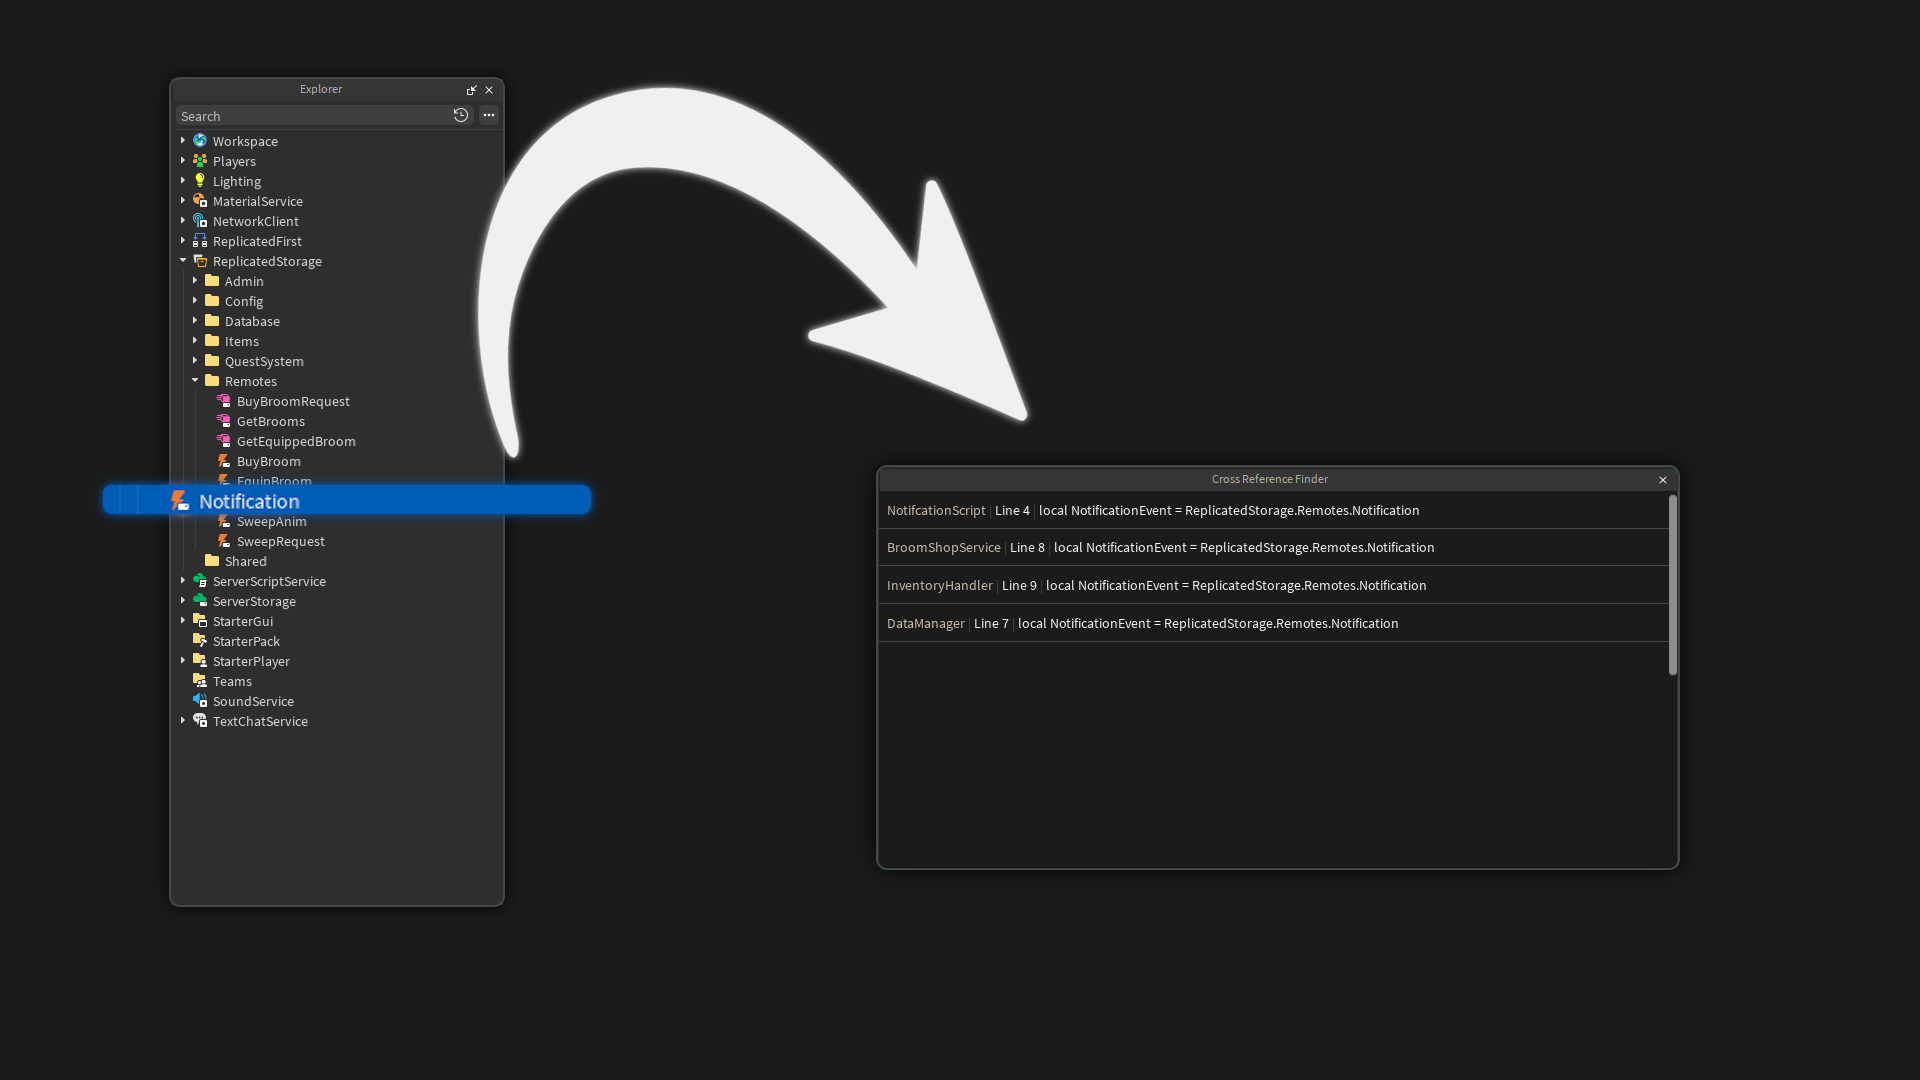 Explorer
Search
Workspace
Players
Lighting
MaterialService
NetworkClient
ReplicatedFirst
ReplicatedStorage
Admin
Config
Database
Items
QuestSystem
Remotes
BuyBroomRequest
GetBrooms
GetEquippedBroom
BuyBroom
EquipBroom
Notification
SweepAnim
SweepRequest
Shared
ServerScriptService
ServerStorage
StarterGui
StarterPack
StarterPlayer
Teams
SoundService
TextChatService
Cross Reference Finder
NotifcationScript | Line 4 | local NotificationEvent = ReplicatedStorage.Remotes.Notification
BroomShopService | Line 8 | local NotificationEvent = ReplicatedStorage.Remotes.Notification
InventoryHandler | Line 9 | local NotificationEvent = ReplicatedStorage.Remotes.Notification
DataManager | Line 7 | local NotificationEvent = ReplicatedStorage.Remotes.Notification